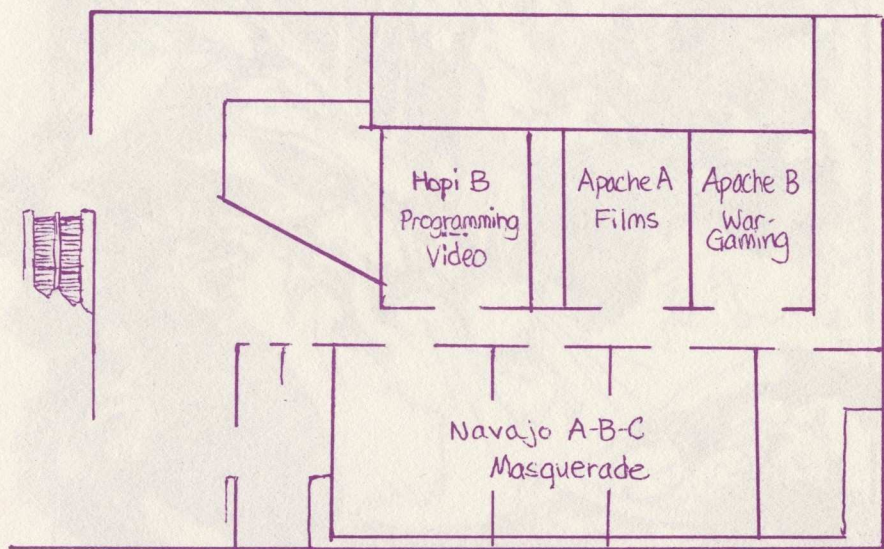 Hopi B
Programming
Video
Apache A
Films
Apache B
War-
Gaming
Navajo A-B-C
Masquerade